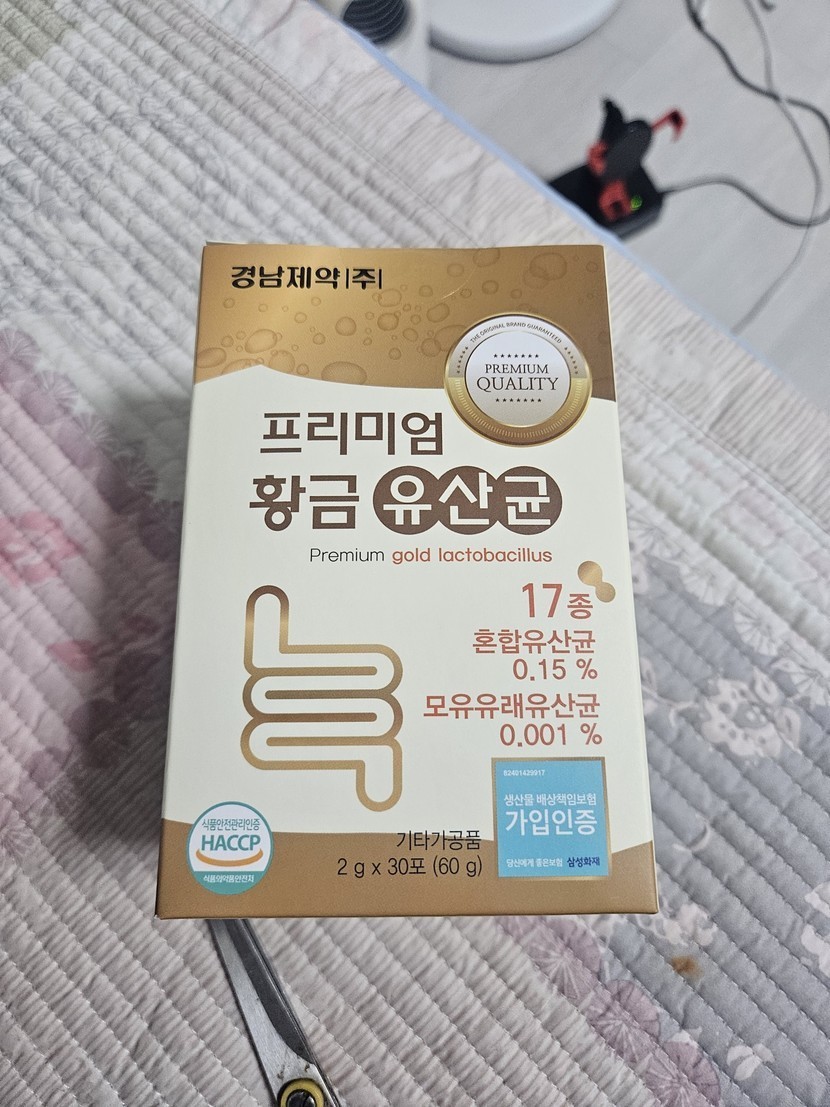 경남제약|주|
THE ORIGINAL BRAND GUARANTEED
PREMIUM
QUALITY
프리미엄
황금 유산균
Premium gold lactobacillus
17종
혼합유산균
0.15 %
모유유래유산균
0.001 %
52401429917
생산물 배상책임보험
가입인증
당신에게 좋은보험 삼성화재
식품안전관리인증
HACCP
식품의약품안전처
기타가공품
2 g x 30포 (60 g)